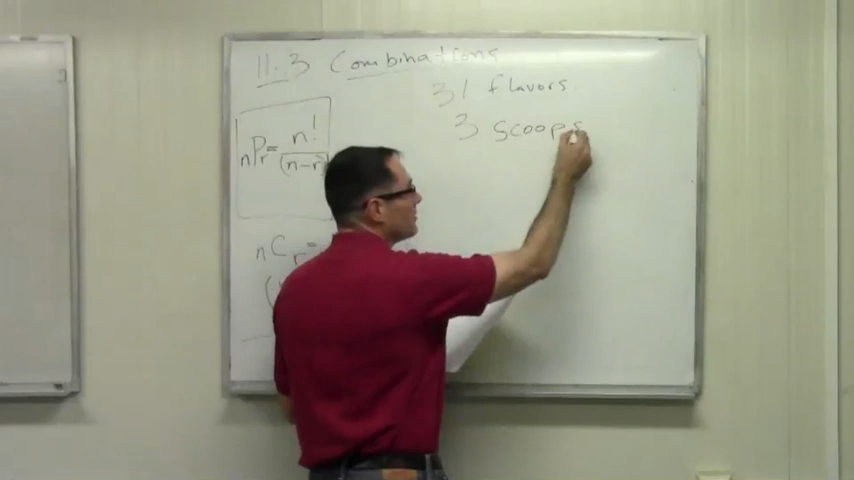 11.3 Combinations
31 flavors
3 scoops
nPr = n! / (n-r)!
nCr =
(